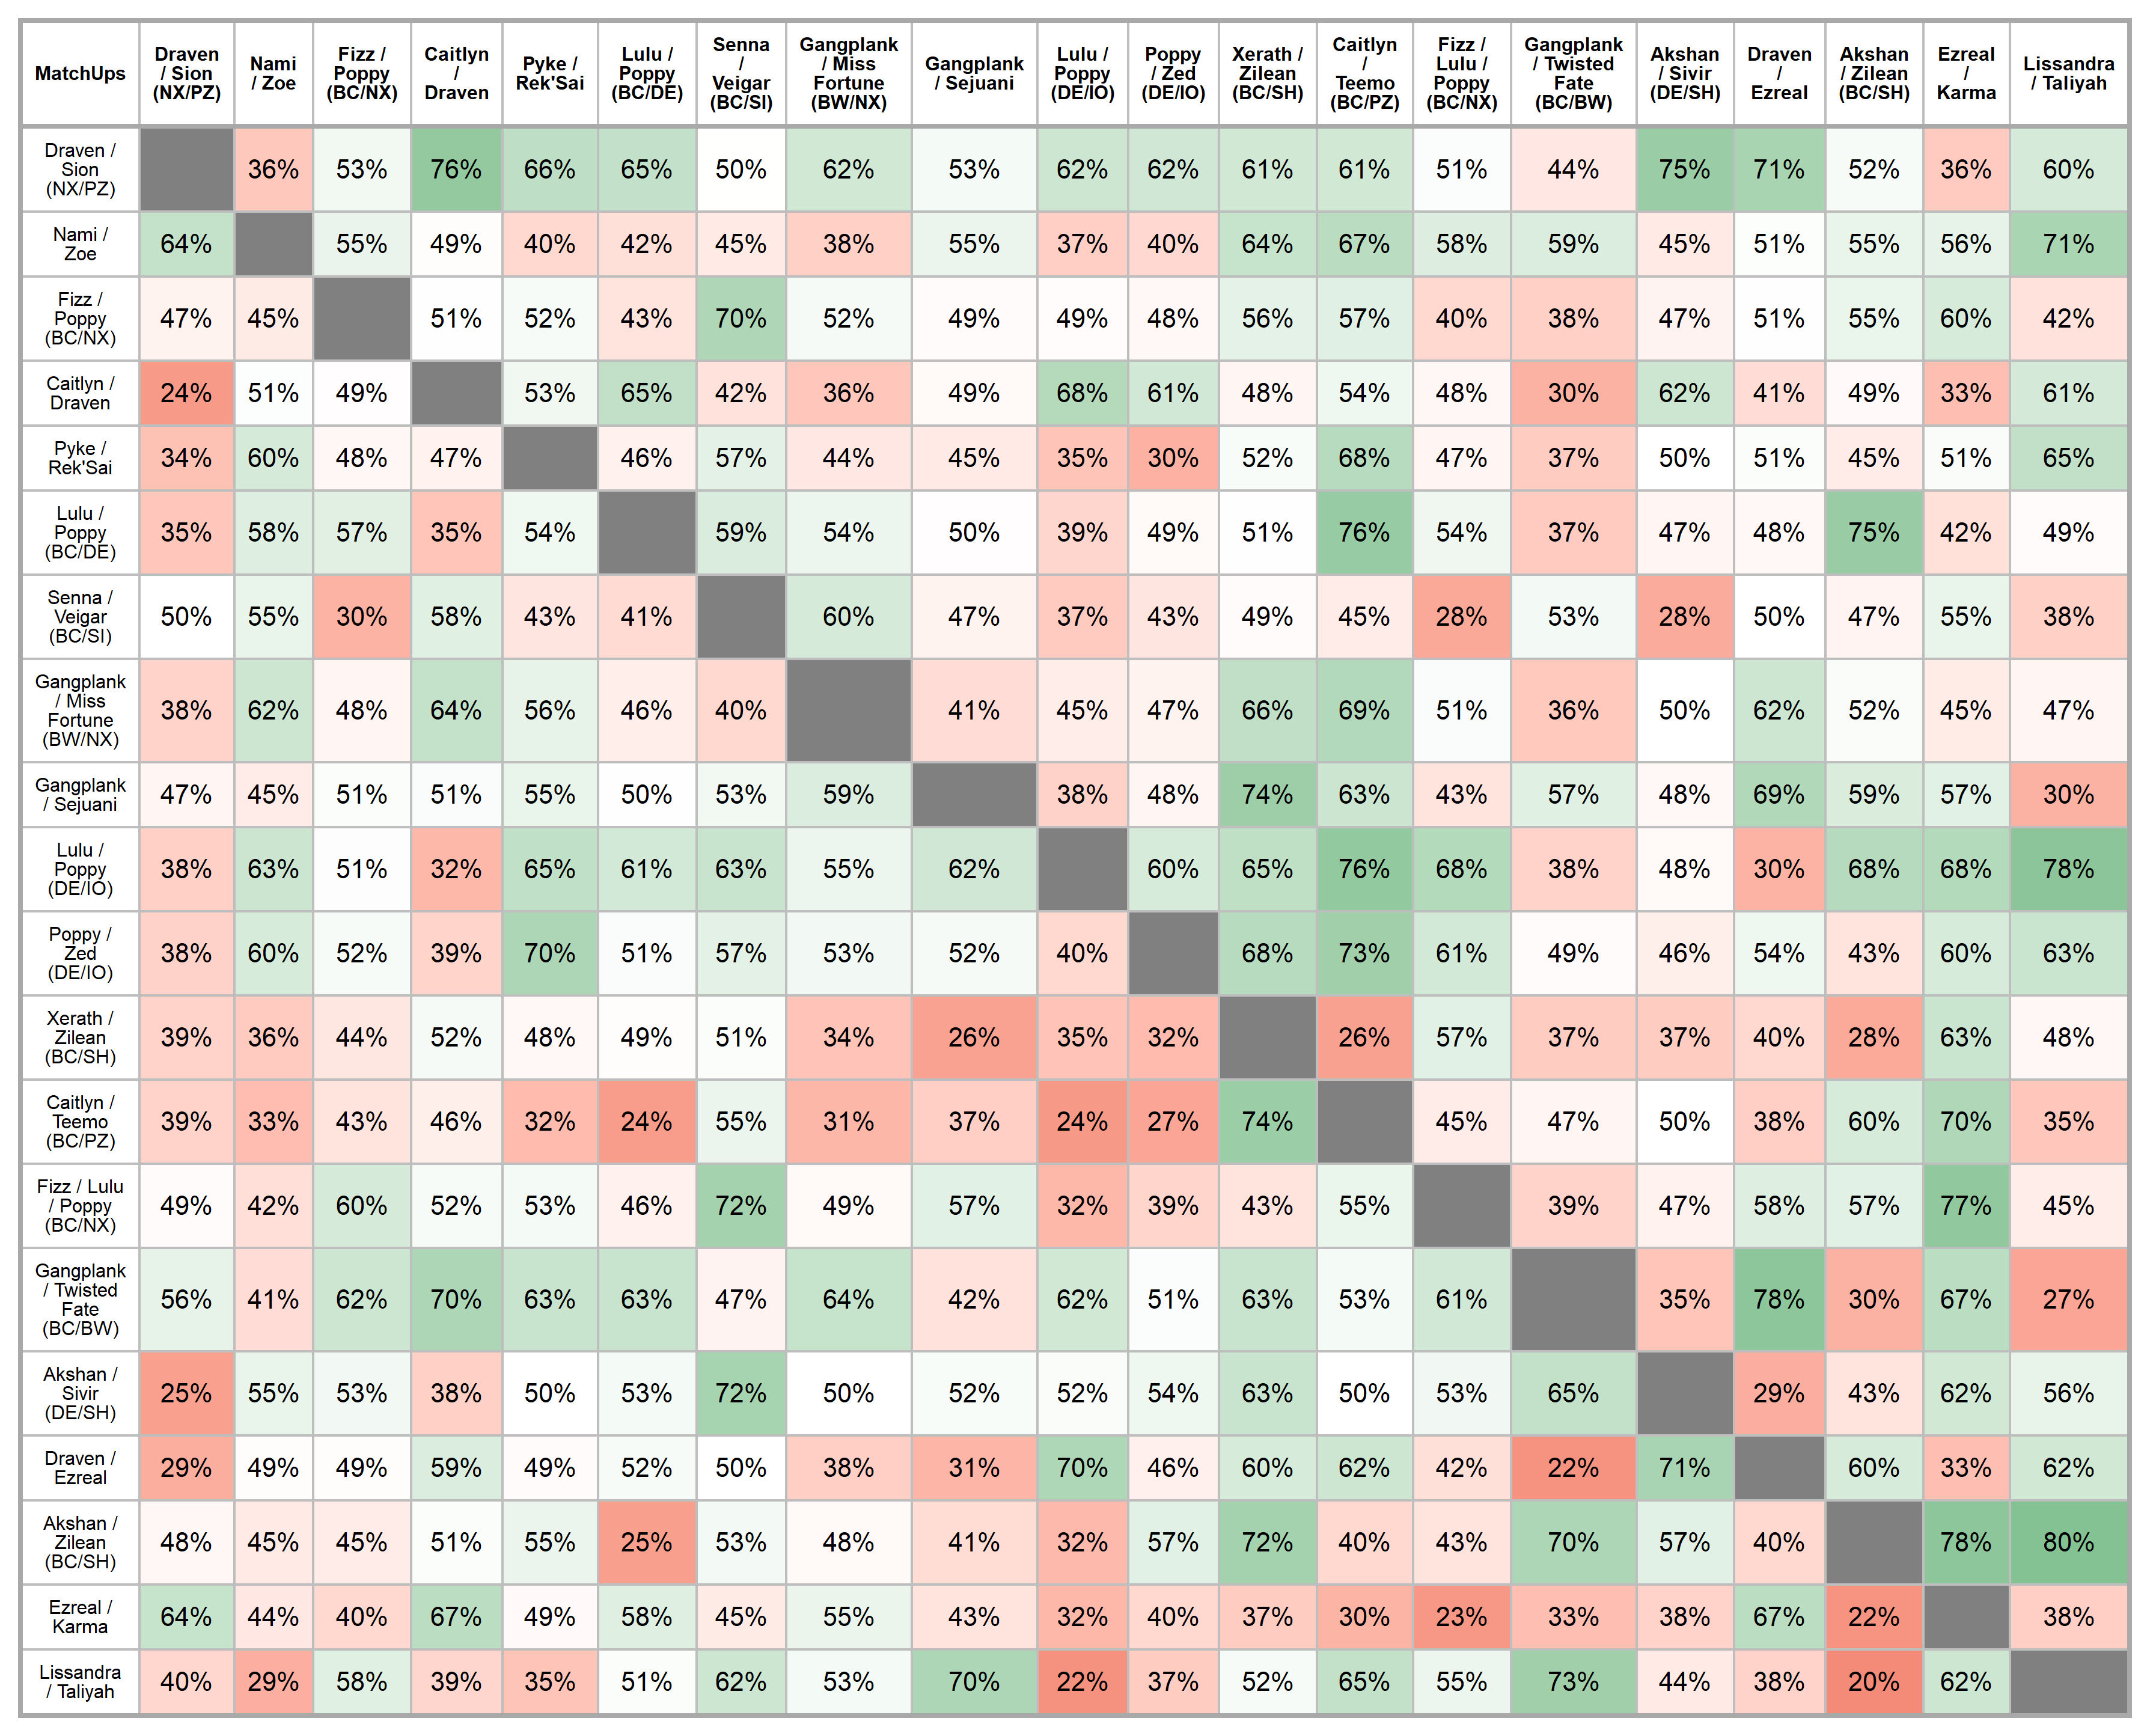 MatchUps Draven / Sion (NX/PZ) Nami / Zoe Fizz / Poppy (BC/NX) Caitlyn / Draven Pyke / Rek'Sai Lulu / Poppy (BC/DE) Senna / Veigar (BC/SI) Gangplank / Miss Fortune (BW/NX) Gangplank / Sejuani Lulu / Poppy (DE/IO) Poppy / Zed (DE/IO) Xerath / Zilean (BC/SH) Caitlyn / Teemo (BC/PZ) Fizz / Lulu / Poppy (BC/NX) Gangplank / Twisted Fate (BC/BW) Akshan / Sivir (DE/SH) Draven / Ezreal Akshan / Zilean (BC/SH) Ezreal / Karma Lissandra / Taliyah
Draven / Sion (NX/PZ) 36% 53% 76% 66% 65% 50% 62% 53% 62% 62% 61% 61% 51% 44% 75% 71% 52% 36% 60%
Nami / Zoe 64% 55% 49% 40% 42% 45% 38% 55% 37% 40% 64% 67% 58% 59% 45% 51% 55% 56% 71%
Fizz / Poppy (BC/NX) 47% 45% 51% 52% 43% 70% 52% 49% 49% 48% 56% 57% 40% 38% 47% 51% 55% 60% 42%
Caitlyn / Draven 24% 51% 49% 53% 65% 42% 36% 49% 68% 61% 48% 54% 48% 30% 62% 41% 49% 33% 61%
Pyke / Rek'Sai 34% 60% 48% 47% 46% 57% 44% 45% 35% 30% 52% 68% 47% 37% 50% 51% 45% 51% 65%
Lulu / Poppy (BC/DE) 35% 58% 57% 35% 54% 59% 54% 50% 39% 49% 51% 76% 54% 37% 47% 48% 75% 42% 49%
Senna / Veigar (BC/SI) 50% 55% 30% 58% 43% 41% 60% 47% 37% 43% 49% 45% 28% 53% 28% 50% 47% 55% 38%
Gangplank / Miss Fortune (BW/NX) 38% 62% 48% 64% 56% 46% 40% 41% 45% 47% 66% 69% 51% 36% 50% 62% 52% 45% 47%
Gangplank / Sejuani 47% 45% 51% 51% 55% 50% 53% 59% 38% 48% 74% 63% 43% 57% 48% 69% 59% 57% 30%
Lulu / Poppy (DE/IO) 38% 63% 51% 32% 65% 61% 63% 55% 62% 60% 65% 76% 68% 38% 48% 30% 68% 68% 78%
Poppy / Zed (DE/IO) 38% 60% 52% 39% 70% 51% 57% 53% 52% 40% 68% 73% 61% 49% 46% 54% 43% 60% 63%
Xerath / Zilean (BC/SH) 39% 36% 44% 52% 48% 49% 51% 34% 26% 35% 32% 26% 57% 37% 37% 40% 28% 63% 48%
Caitlyn / Teemo (BC/PZ) 39% 33% 43% 46% 32% 24% 55% 31% 37% 24% 27% 74% 45% 47% 50% 38% 60% 70% 35%
Fizz / Lulu / Poppy (BC/NX) 49% 42% 60% 52% 53% 46% 72% 49% 57% 32% 39% 43% 55% 39% 47% 58% 57% 77% 45%
Gangplank / Twisted Fate (BC/BW) 56% 41% 62% 70% 63% 63% 47% 64% 42% 62% 51% 63% 53% 61% 35% 78% 30% 67% 27%
Akshan / Sivir (DE/SH) 25% 55% 53% 38% 50% 53% 72% 50% 52% 52% 54% 63% 50% 53% 65% 29% 43% 62% 56%
Draven / Ezreal 29% 49% 49% 59% 49% 52% 50% 38% 31% 70% 46% 60% 62% 42% 22% 71% 60% 33% 62%
Akshan / Zilean (BC/SH) 48% 45% 45% 51% 55% 25% 53% 48% 41% 32% 57% 72% 40% 43% 70% 57% 40% 78% 80%
Ezreal / Karma 64% 44% 40% 67% 49% 58% 45% 55% 43% 32% 40% 37% 30% 23% 33% 38% 67% 22% 38%
Lissandra / Taliyah 40% 29% 58% 39% 35% 51% 62% 53% 70% 22% 37% 52% 65% 55% 73% 44% 38% 20% 62%